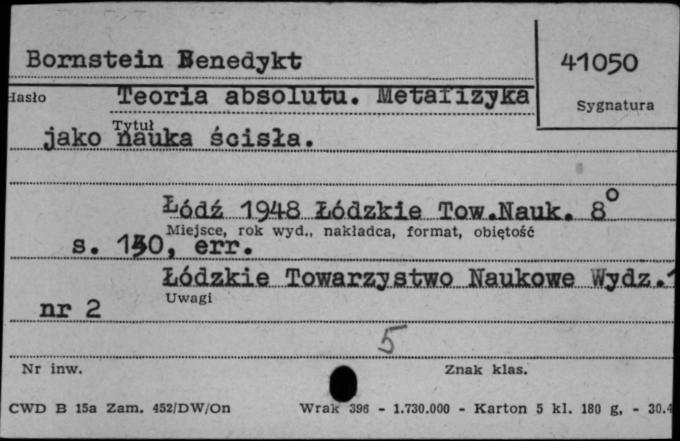 Bornstein Benedykt
41050
Hasło
Teoria absolutu. Metafizyka
Sygnatura
Tytuł
jako nauka ścisła.
Łódź 1948 Łódzkie Tow.Nauk. 8°
Miejsce, rok wyd., nakładca, format, objętość
s. 130, err.
Łódzkie Towarzystwo Naukowe Wydz.1
Uwagi
nr 2
5
Nr inw.
Znak klas.
CWD B 15a Zam. 452/DW/On Wrak 396 - 1.730.000 - Karton 5 kl. 180 g, - 30.4